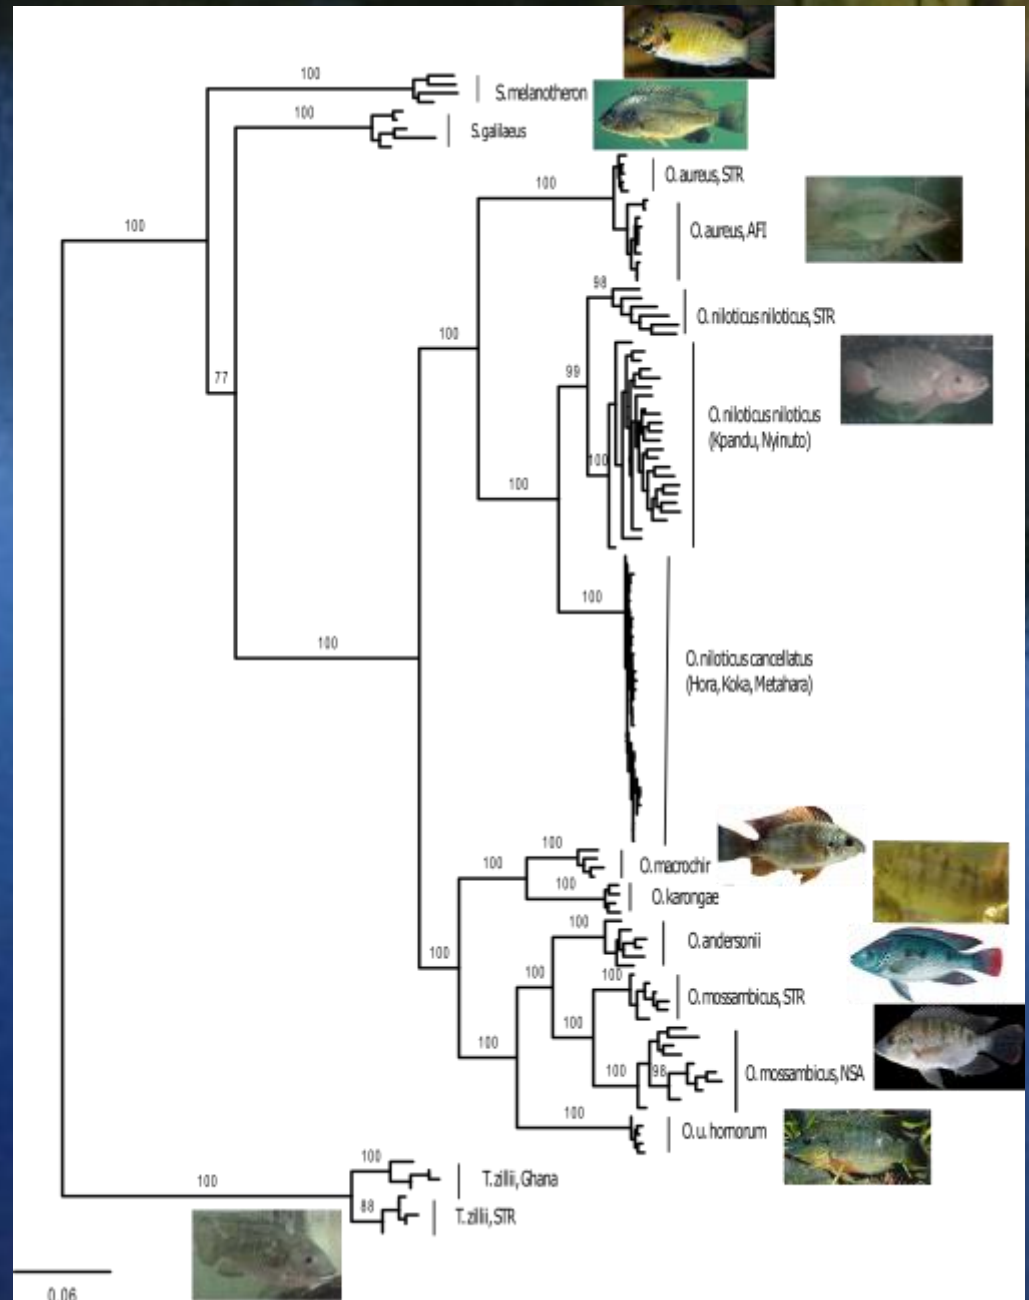 100
S. melanotheron
100
S. galilaeus
100
O. aureus, STR
100
O. aureus, AFI
98
O. niloticus niloticus, STR
100
77
99
O. niloticus niloticus
(Kpandu, Nyinuto)
100
100
100
100
O. niloticus cancellatus
(Hora, Koka, Metahara)
100
100
O. macrochir
100
O. karongae
100
O. andersonii
100
100
100
O. mossambicus, STR
100
100
100
98
O. mossambicus, NSA
100
O. u. hornorum
100
T. zillii, Ghana
100
88
T. zillii, STR
0.06